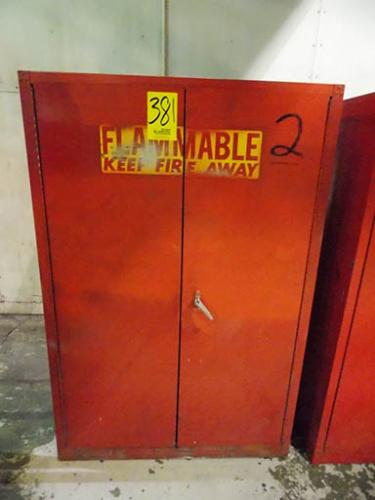 381
FLAMMABLE
KEEP FIRE AWAY
2